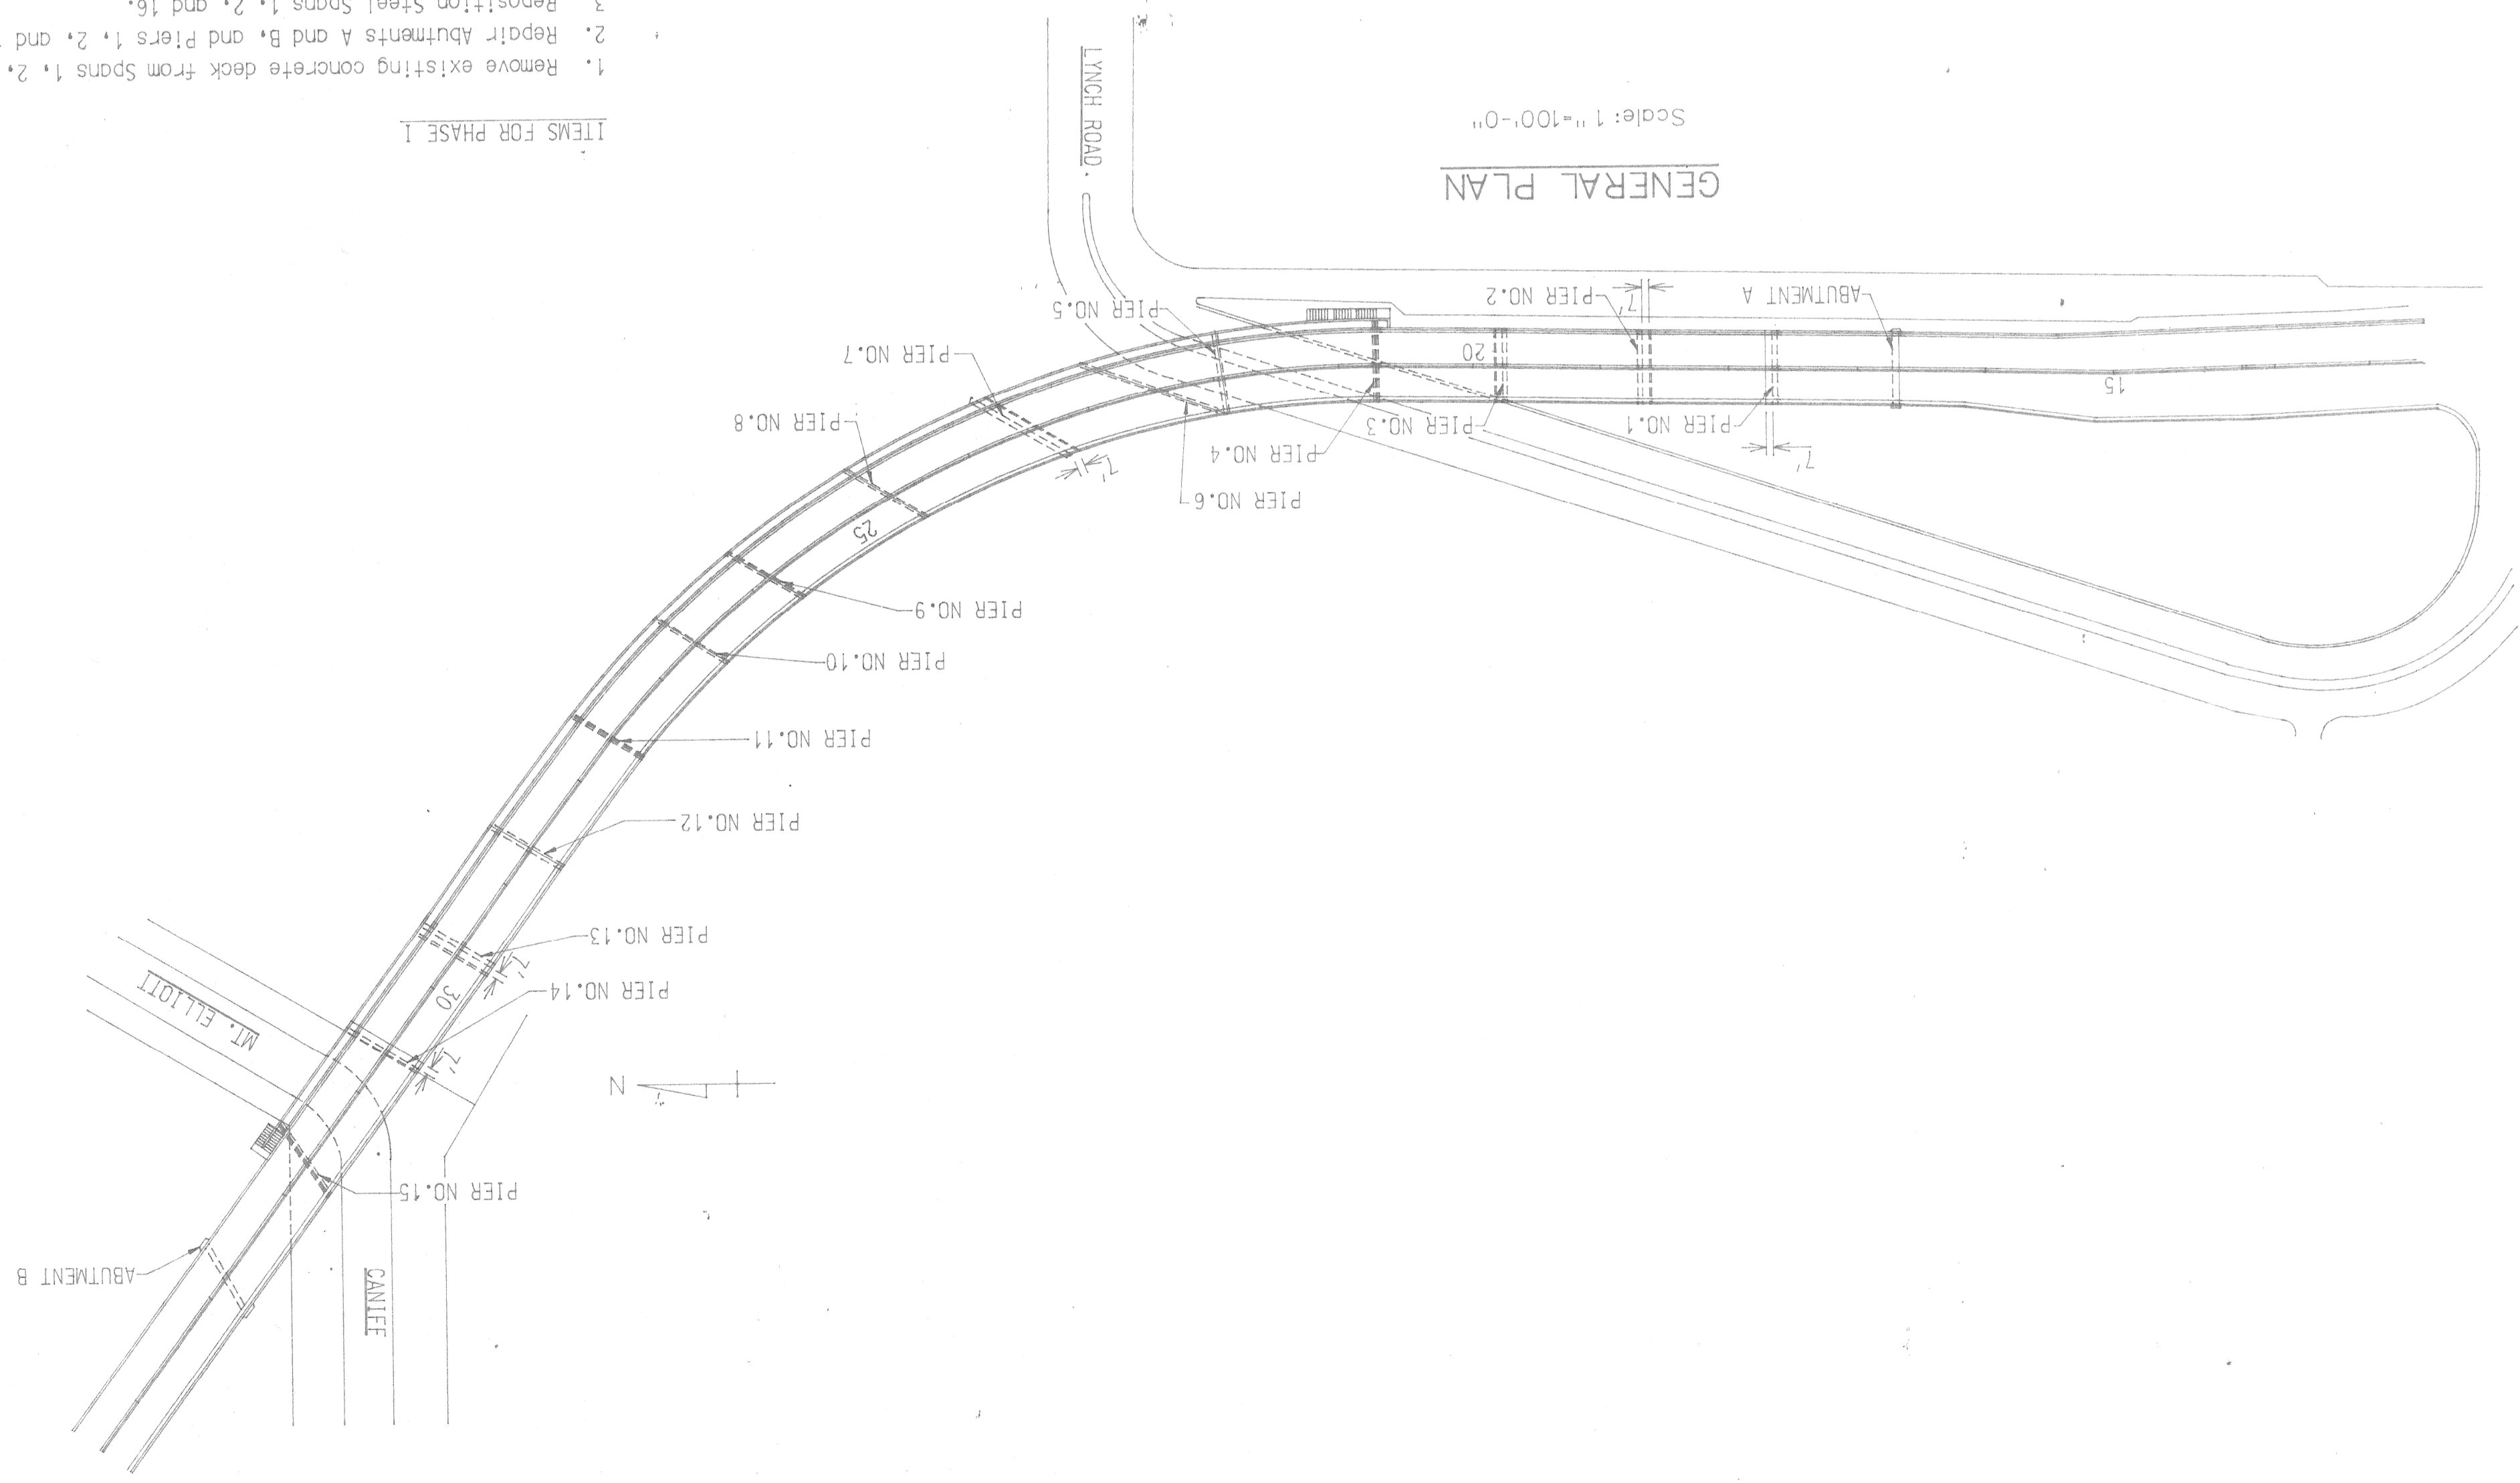 ABUTMENT B
CANIFF
PIER NO.15
7'
PIER NO.14
N
30
MT. ELLIOTT
7'
PIER NO.13
PIER NO.12
PIER NO.11
PIER NO.10
PIER NO.9
25
PIER NO.8
PIER NO.7
7'
PIER NO.6
PIER NO.5
PIER NO.4
PIER NO.3
20
PIER NO.2
7'
PIER NO.1
7'
ABUTMENT A
15
LYNCH ROAD.
GENERAL PLAN
Scale: 1"=100'-0"
ITEMS FOR PHASE I
1. Remove existing concrete deck from Spans 1, 2,
2. Repair Abutments A and B, and Piers 1, 2, and
3. Reposition Steel Spans 1, 2, and 16.